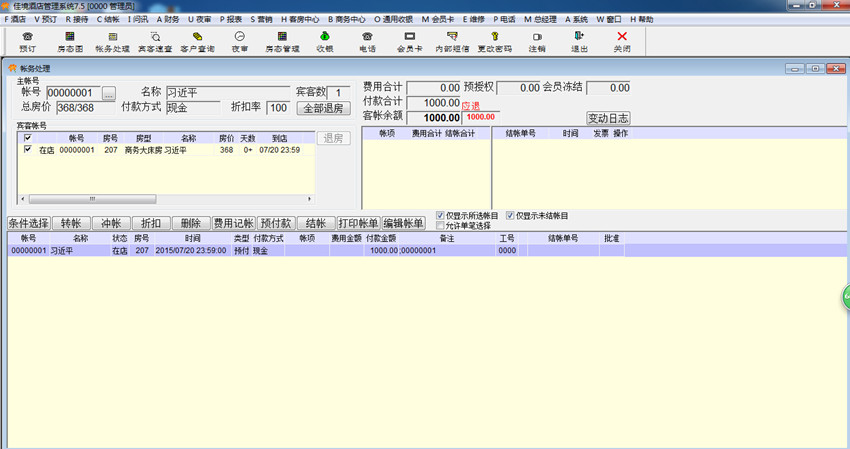 佳境酒店管理系统7.5 [0000 管理员]
F 酒店 V 预订 R 接待 C 结帐 I 问讯 A 财务 U 夜审 P 报表 S 营销 H 客房中心 B 商务中心 O 通用收银 M 会员卡 E 维修 P 电话 M 总经理 A 系统 W 窗口 H 帮助
预订 房态图 帐务处理 宾客速查 客户查询 夜审 房态管理 收银 电话 会员卡 内部短信 更改密码 注销 退出 关闭
帐务处理
主帐号
帐号 00000001 ... 名称 习近平 宾客数 1
总房价 368/368 付款方式 现金 折扣率 100 全部退房
费用合计 0.00 预授权 0.00 会员冻结 0.00
付款合计 1000.00 应退
客帐余额 1000.00 1000.00 变动日志
宾客帐号
帐号 房号 房型 名称 房价 天数 到店 退房
在店 00000001 207 商务大床房 习近平 368 0+ 07/20 23:59
帐项 费用合计 结帐合计 结帐单号 时间 发票 操作
条件选择 转帐 冲帐 折扣 删除 费用记帐 预付款 结帐 打印帐单 编辑帐单
仅显示所选帐目 仅显示未结帐目
允许单笔选择
帐号 名称 状态 房号 时间 类型 付款方式 帐项 费用金额 付款金额 备注 工号 结帐单号 批准
00000001 习近平 在店 207 2015/07/20 23:59:00 预付 现金 1000.00 ;00000001 0000